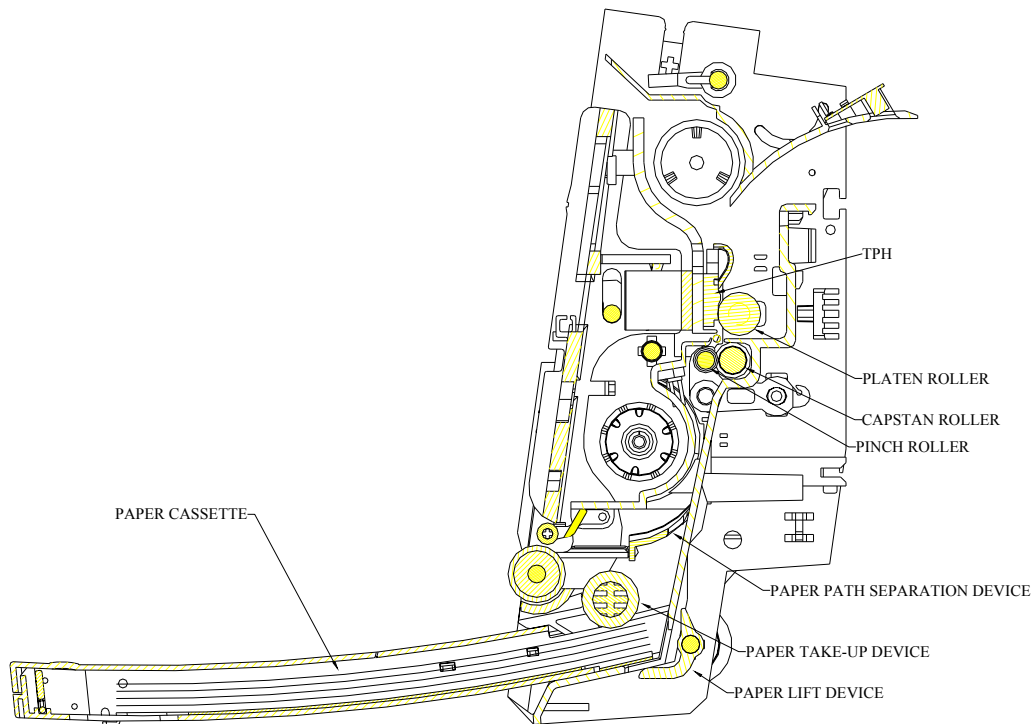 TPH
PLATEN ROLLER
CAPSTAN ROLLER
PINCH ROLLER
PAPER CASSETTE
PAPER PATH SEPARATION DEVICE
PAPER TAKE-UP DEVICE
PAPER LIFT DEVICE